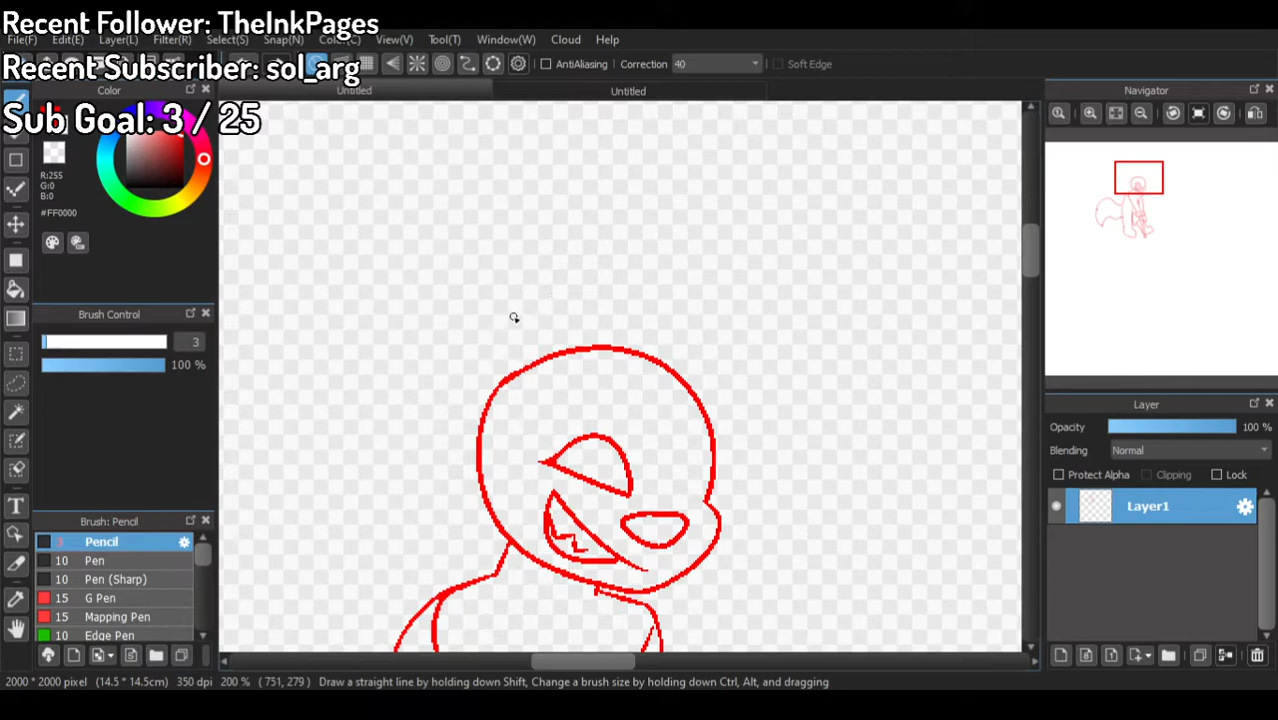 Recent Follower: TheInkPages
File(F) Edit(E) Layer(L) Filter(R) Select(S) Snap(N) Color(C) View(V) Tool(T) Window(W) Cloud Help
Recent Subscriber: sol_arg
AntiAliasing Correction 40 Soft Edge
Color Untitled Untitled Navigator
Sub Goal: 3 / 25
R:255
G:0
B:0
#FF0000
Brush Control
3
100 %
Layer
Opacity 100 %
Blending Normal
Protect Alpha Clipping Lock
Layer1
Brush: Pencil
3 Pencil
10 Pen
10 Pen (Sharp)
15 G Pen
15 Mapping Pen
10 Edge Pen
2000 * 2000 pixel (14.5 * 14.5cm) 350 dpi 200 % ( 751, 279 ) Draw a straight line by holding down Shift, Change a brush size by holding down Ctrl, Alt, and dragging